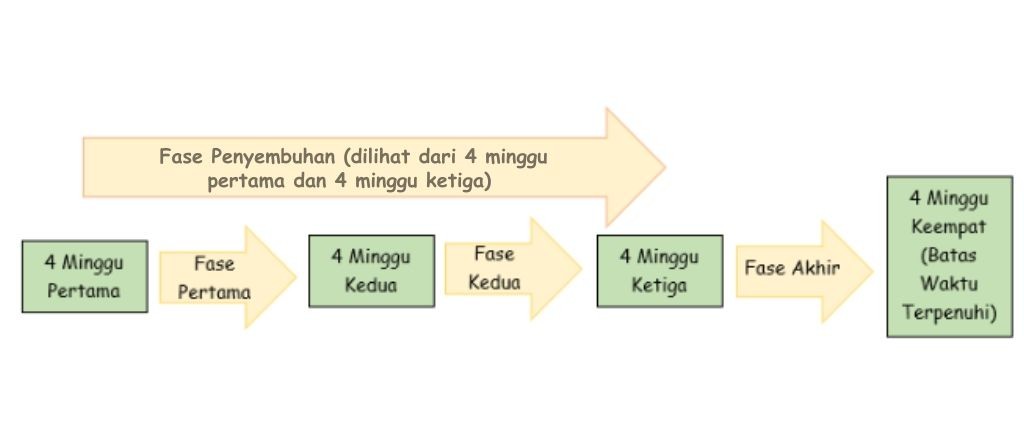 Fase Penyembuhan (dilihat dari 4 minggu
pertama dan 4 minggu ketiga)
4 Minggu
Pertama
Fase
Pertama
4 Minggu
Kedua
Fase
Kedua
4 Minggu
Ketiga
Fase Akhir
4 Minggu
Keempat
(Batas
Waktu
Terpenuhi)